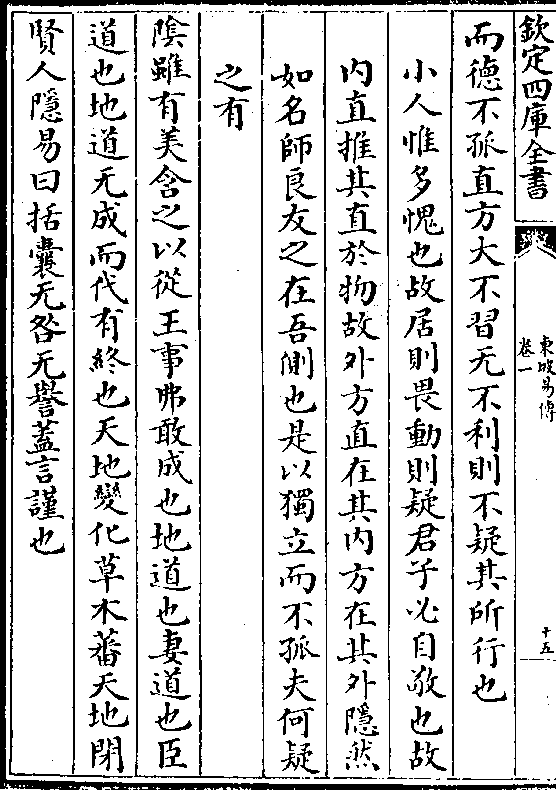 欽定四庫全書
東坡易傳
卷一
十五
而德不孤直方大不習无不利則不疑其所行也
小人惟多愧也故居則畏動則疑君子必自敬也故
内直推其直於物故外方直在其内方在其外隱然
如名師良友之在吾側也是以獨立而不孤夫何疑
之有
隂雖有美含之以從王事弗敢成也地道也妻道也臣
道也地道无成而代有終也天地變化草木蕃天地閉
賢人隱易曰括囊无咎无譽蓋言謹也